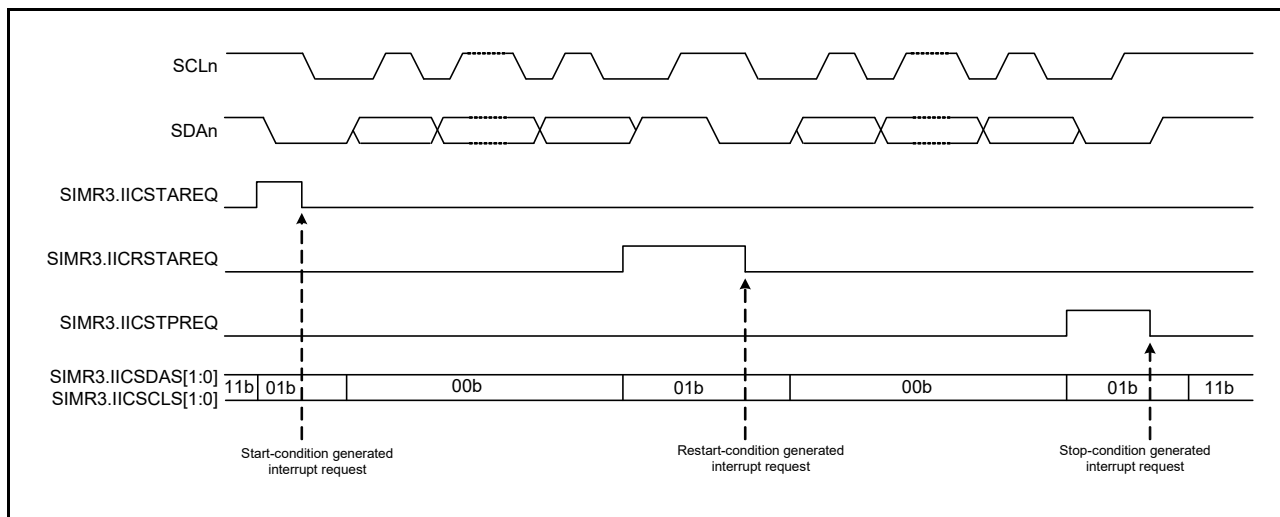 SCLn
SDAn
SIMR3.IICSTAREQ
SIMR3.IICRSTAREQ
SIMR3.IICSTPREQ
SIMR3.IICSDAS[1:0]
SIMR3.IICSCLS[1:0]
11b 01b 00b 01b 00b 01b 11b
Start-condition generated
interrupt request
Restart-condition generated
interrupt request
Stop-condition generated
interrupt request